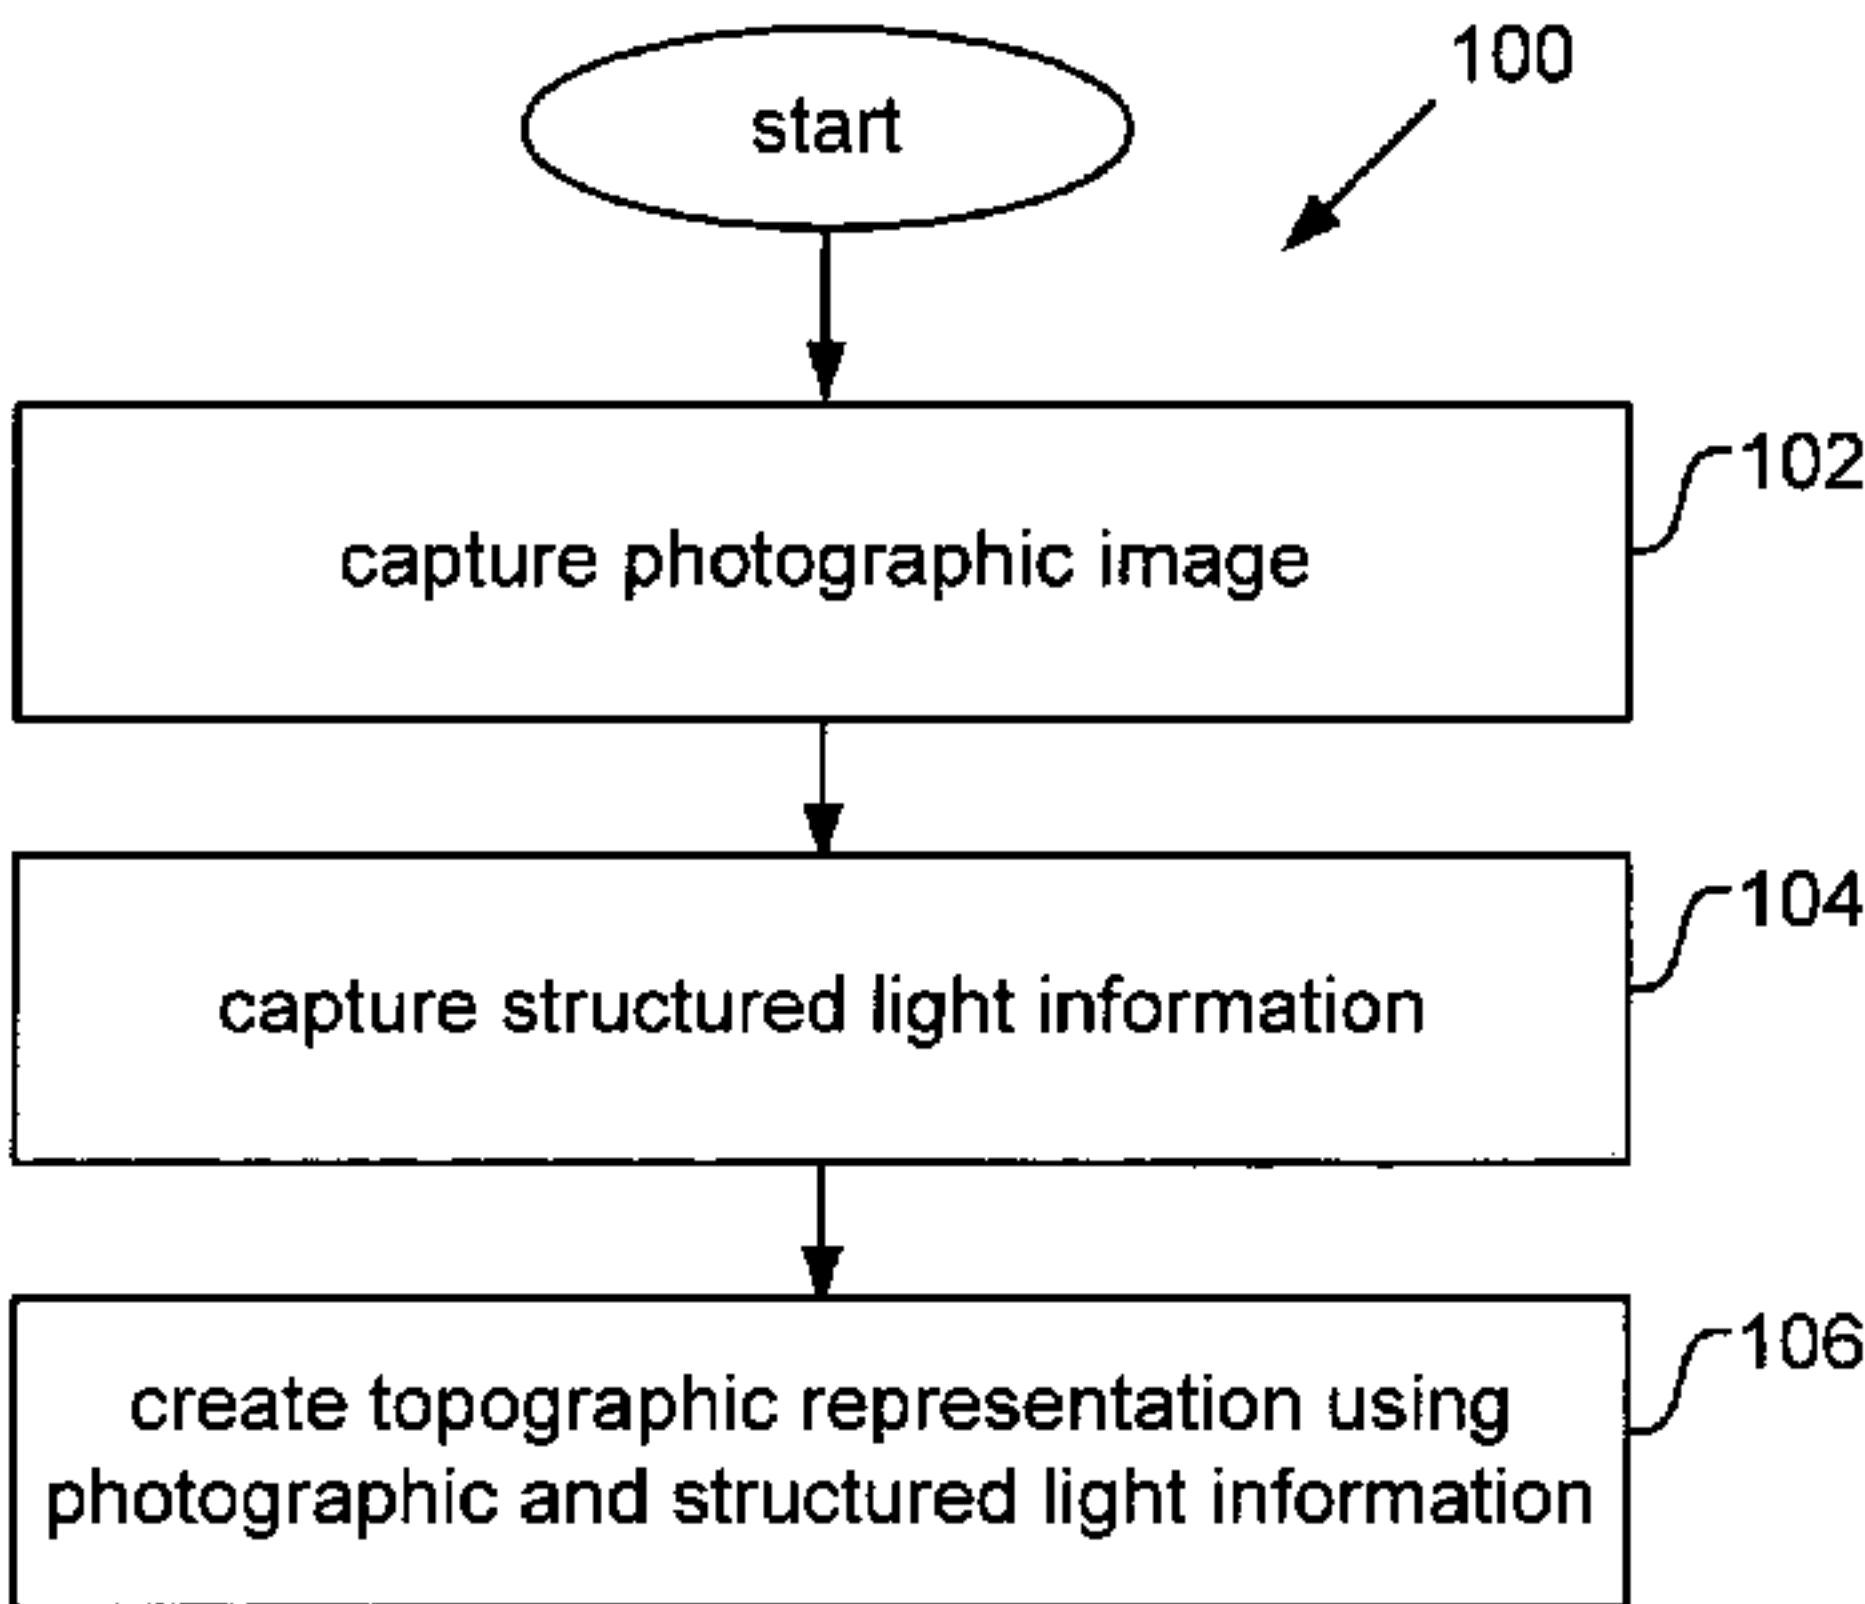 start
100
102
capture photographic image
104
capture structured light information
106
create topographic representation using
photographic and structured light information